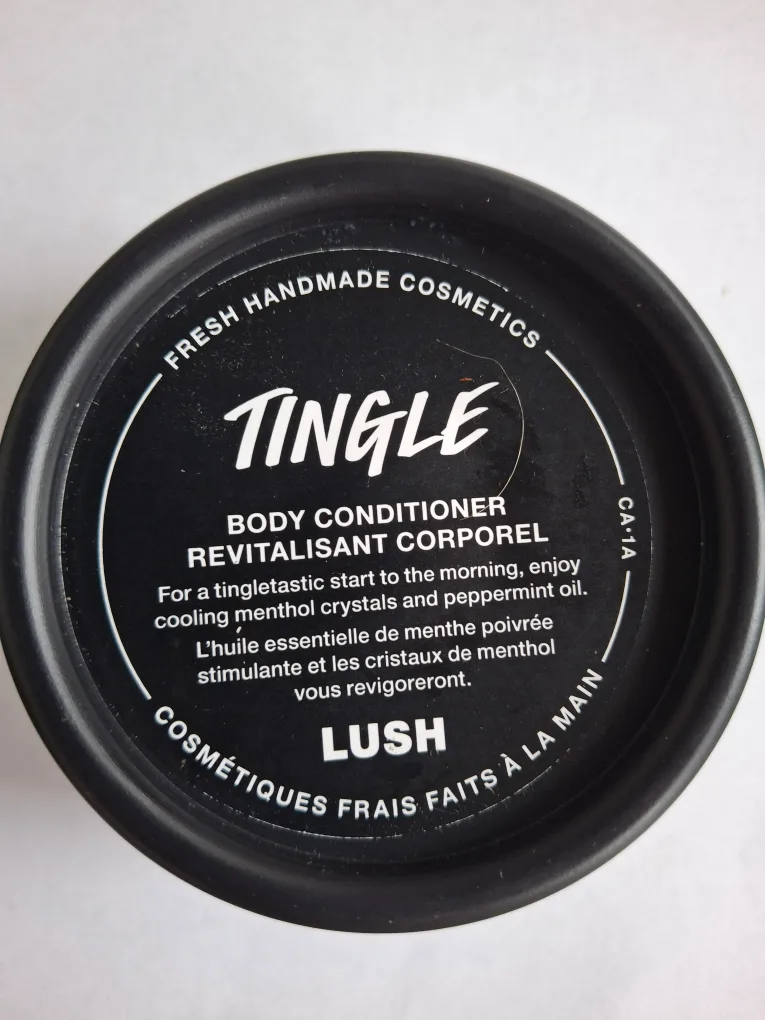 FRESH HANDMADE COSMETICS
TINGLE
BODY CONDITIONER
REVITALISANT CORPOREL
For a tingletastic start to the morning, enjoy
cooling menthol crystals and peppermint oil.
L'huile essentielle de menthe poivrée
stimulante et les cristaux de menthol
vous revigoreront.
LUSH
CA•1A
COSMÉTIQUES FRAIS FAITS À LA MAIN